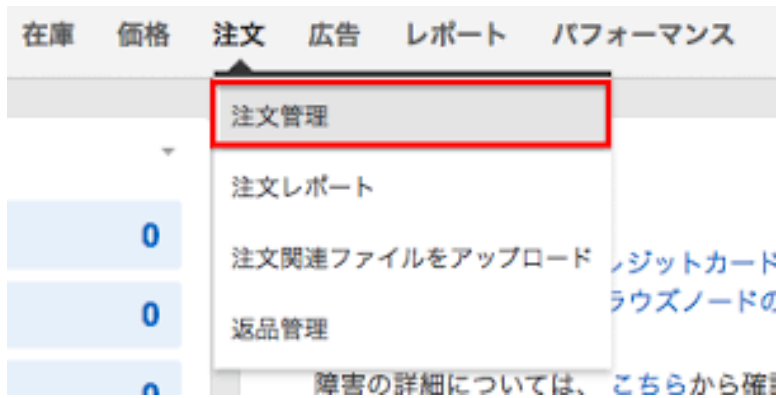 在庫 価格 注文 広告 レポート パフォーマンス
注文管理
注文レポート
0
注文関連ファイルをアップロード
レジットカード
0
ラウズノードの
返品管理
0
障害の詳細については、 こちらから確認